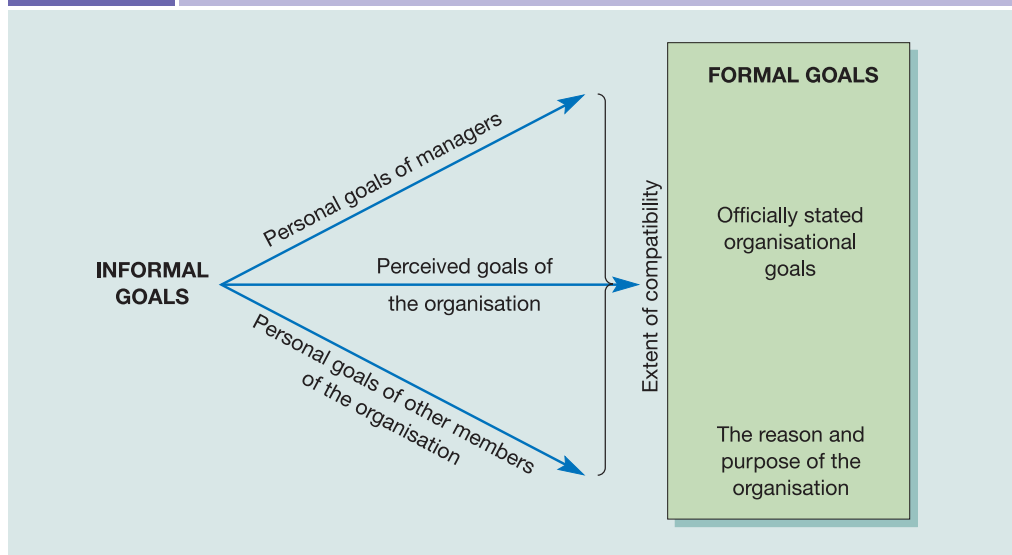 INFORMAL
GOALS
Personal goals of managers
Perceived goals of
the organisation
Personal goals of other members
of the organisation
Extent of compatibility
FORMAL GOALS
Officially stated
organisational
goals
The reason and
purpose of the
organisation